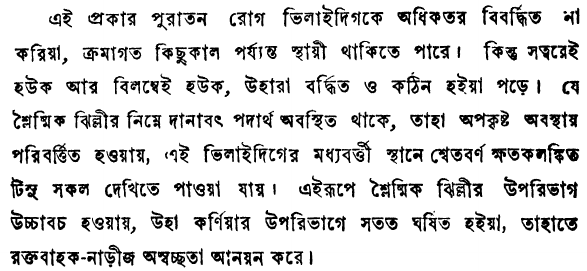 এই প্রকার পুরাতন রোগ ভিলাইদিগকে অধিকতর বিবর্দ্ধিত না
করিয়া, ক্রমাগত কিছুকাল পর্য্যন্ত স্থায়ী থাকিতে পারে। কিন্তু সত্বরেই
হউক আর বিলম্বেই হউক, উহারা বর্দ্ধিত ও কঠিন হইয়া পড়ে। যে
শ্লৈষ্মিক ঝিল্লীর নিম্নে দানাবৎ পদার্থ অবস্থিত থাকে, তাহা অপকৃষ্ট অবস্থায়
পরিবর্ত্তিত হওয়ায়, এই ভিলাইদিগের মধ্যবর্ত্তী স্থানে শ্বেতবর্ণ ক্ষতকলঙ্কিত
টিসু সকল দেখিতে পাওয়া যায়। এইরূপে শ্লৈষ্মিক ঝিল্লীর উপরিভাগ
উচ্চাবচ হওয়ায়, উহা কর্ণিয়ার উপরিভাগে সতত ঘর্ষিত হইয়া, তাহাতে
রক্তবাহক-নাড়ীজ অস্বচ্ছতা আনয়ন করে।